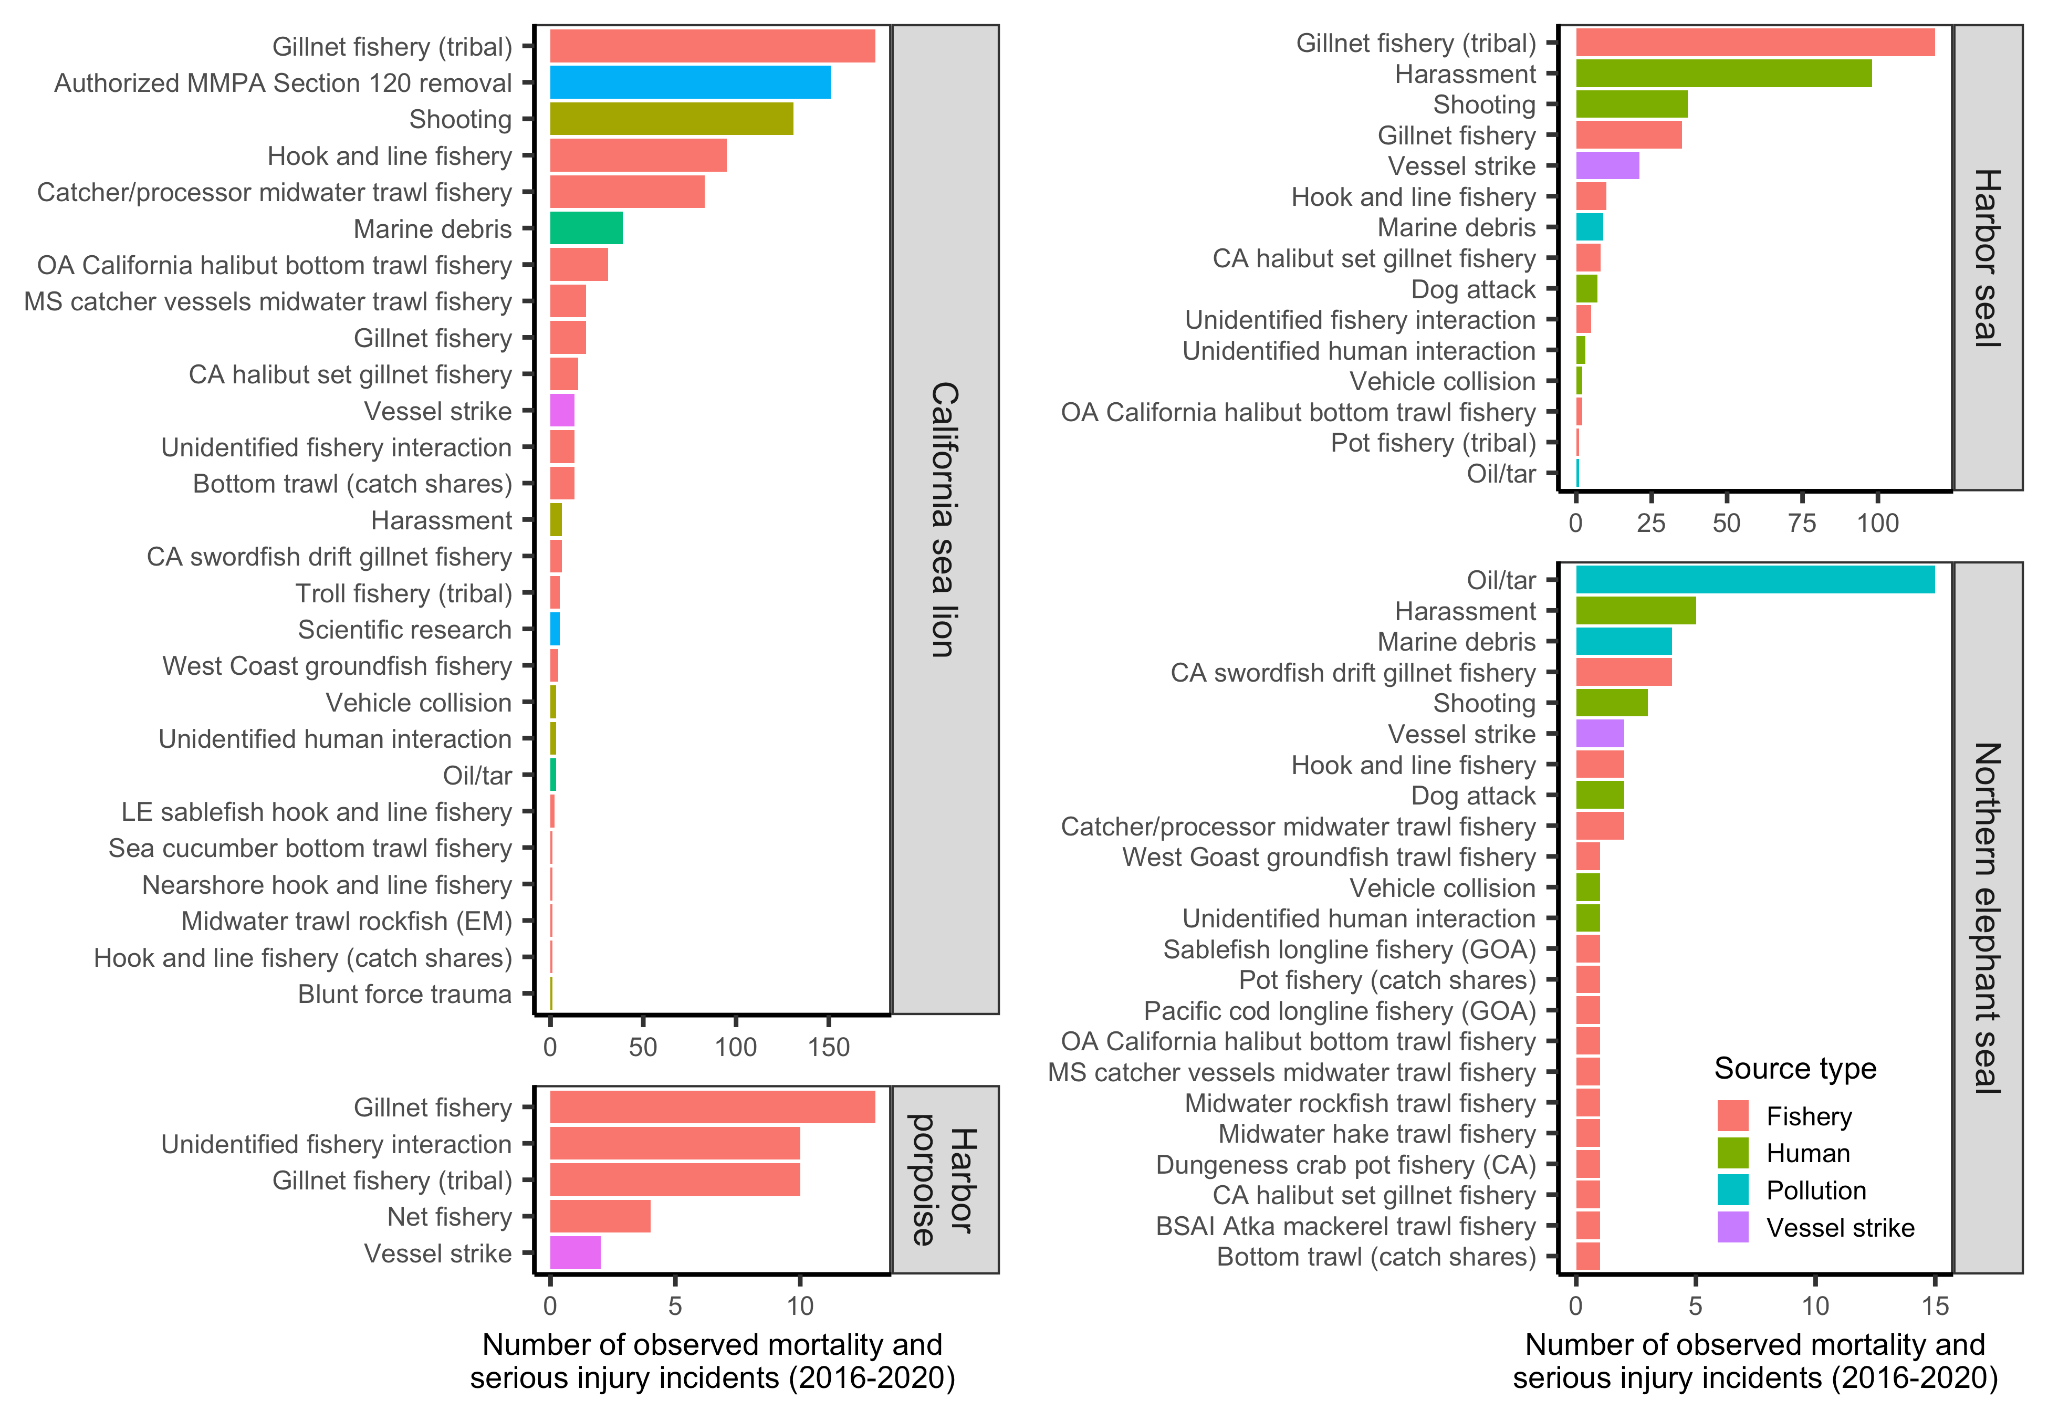 Gillnet fishery (tribal)
Authorized MMPA Section 120 removal
Shooting
Hook and line fishery
Catcher/processor midwater trawl fishery
Marine debris
OA California halibut bottom trawl fishery
MS catcher vessels midwater trawl fishery
Gillnet fishery
CA halibut set gillnet fishery
Vessel strike
Unidentified fishery interaction
Bottom trawl (catch shares)
Harassment
CA swordfish drift gillnet fishery
Troll fishery (tribal)
Scientific research
West Coast groundfish fishery
Vehicle collision
Unidentified human interaction
Oil/tar
LE sablefish hook and line fishery
Sea cucumber bottom trawl fishery
Nearshore hook and line fishery
Midwater trawl rockfish (EM)
Hook and line fishery (catch shares)
Blunt force trauma
0 50 100 150
California sea lion
Gillnet fishery
Unidentified fishery interaction
Gillnet fishery (tribal)
Net fishery
Vessel strike
0 5 10
Harbor
porpoise
Number of observed mortality and
serious injury incidents (2016-2020)
Gillnet fishery (tribal)
Harassment
Shooting
Gillnet fishery
Vessel strike
Hook and line fishery
Marine debris
CA halibut set gillnet fishery
Dog attack
Unidentified fishery interaction
Unidentified human interaction
Vehicle collision
OA California halibut bottom trawl fishery
Pot fishery (tribal)
Oil/tar
0 25 50 75 100
Harbor seal
Oil/tar
Harassment
Marine debris
CA swordfish drift gillnet fishery
Shooting
Vessel strike
Hook and line fishery
Dog attack
Catcher/processor midwater trawl fishery
West Goast groundfish trawl fishery
Vehicle collision
Unidentified human interaction
Sablefish longline fishery (GOA)
Pot fishery (catch shares)
Pacific cod longline fishery (GOA)
OA California halibut bottom trawl fishery
MS catcher vessels midwater trawl fishery
Midwater rockfish trawl fishery
Midwater hake trawl fishery
Dungeness crab pot fishery (CA)
CA halibut set gillnet fishery
BSAI Atka mackerel trawl fishery
Bottom trawl (catch shares)
0 5 10 15
Northern elephant seal
Source type
Fishery
Human
Pollution
Vessel strike
Number of observed mortality and
serious injury incidents (2016-2020)